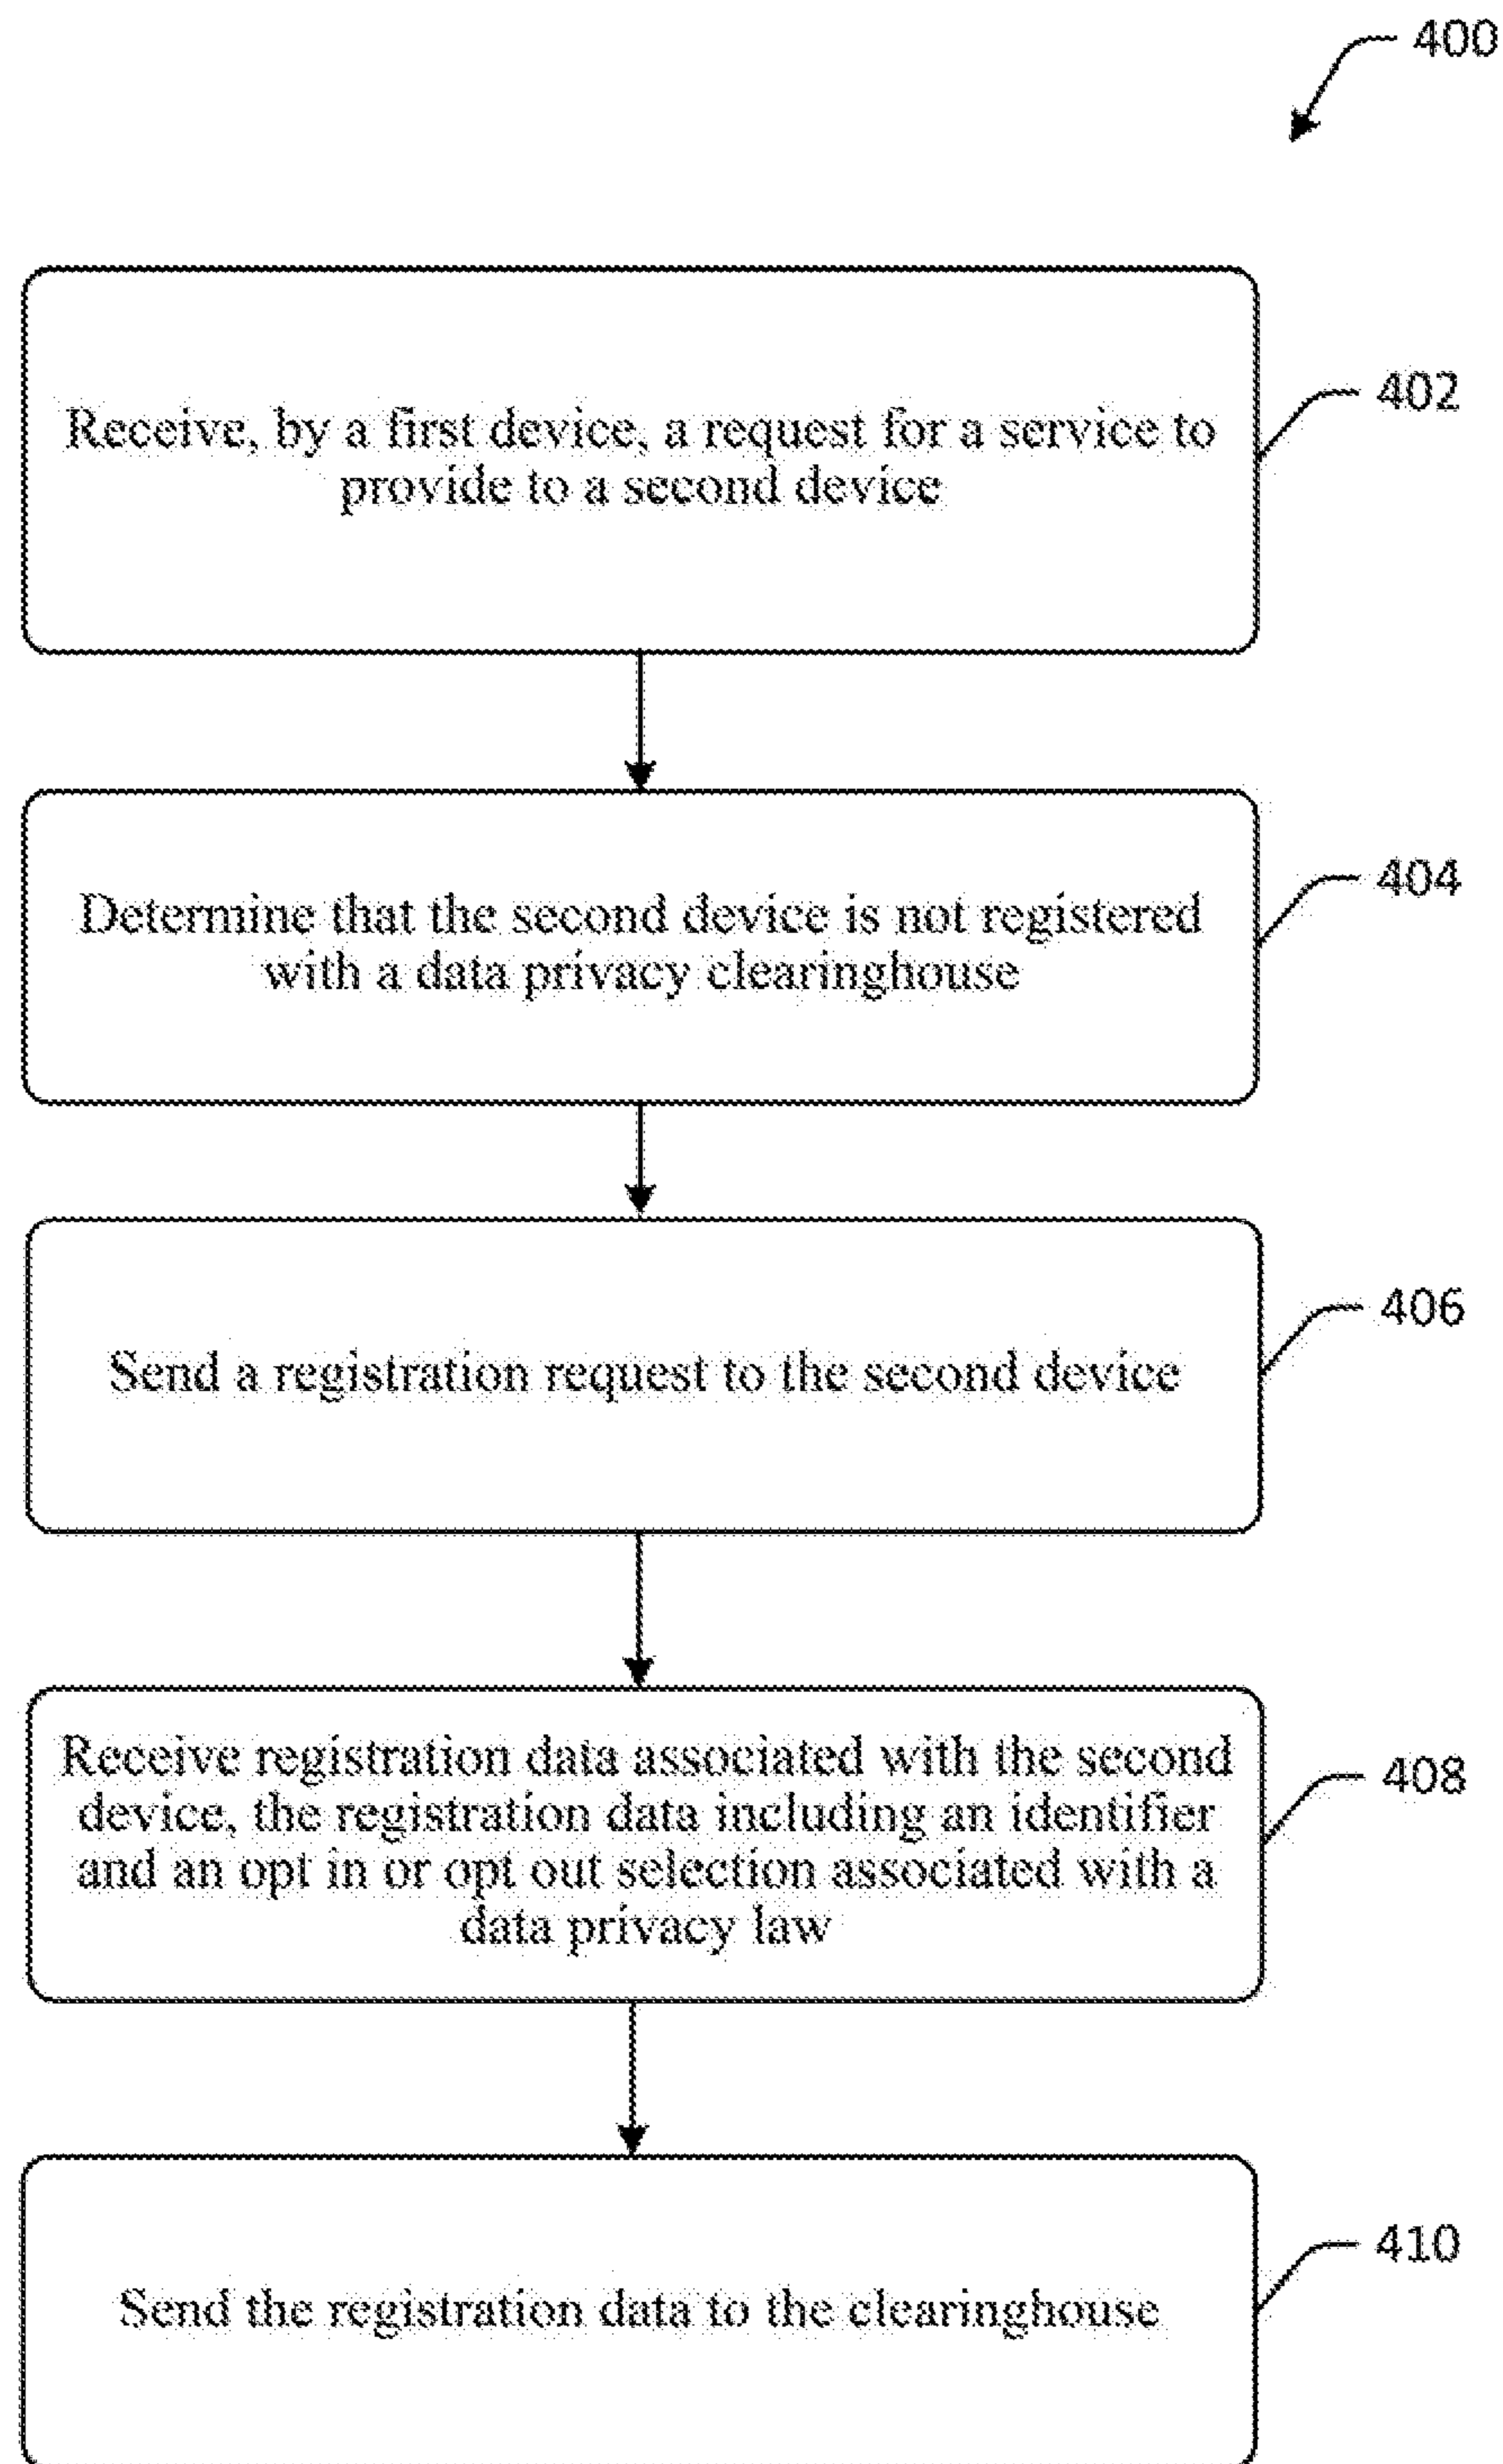 400
Receive, by a first device, a request for a service to
provide to a second device
402
Determine that the second device is not registered
with a data privacy clearinghouse
404
Send a registration request to the second device
406
Receive registration data associated with the second
device, the registration data including an identifier
and an opt in or opt out selection associated with a
data privacy law
408
Send the registration data to the clearinghouse
410